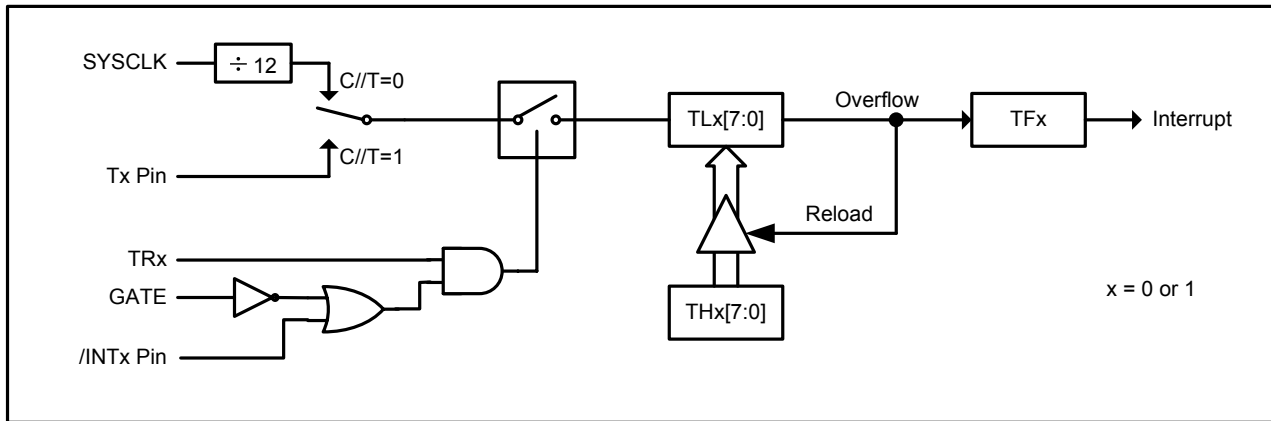 SYSCLK
÷ 12
C//T=0
C//T=1
Tx Pin
TRx
GATE
/INTx Pin
TLx[7:0]
Overflow
TFx
Interrupt
Reload
THx[7:0]
x = 0 or 1